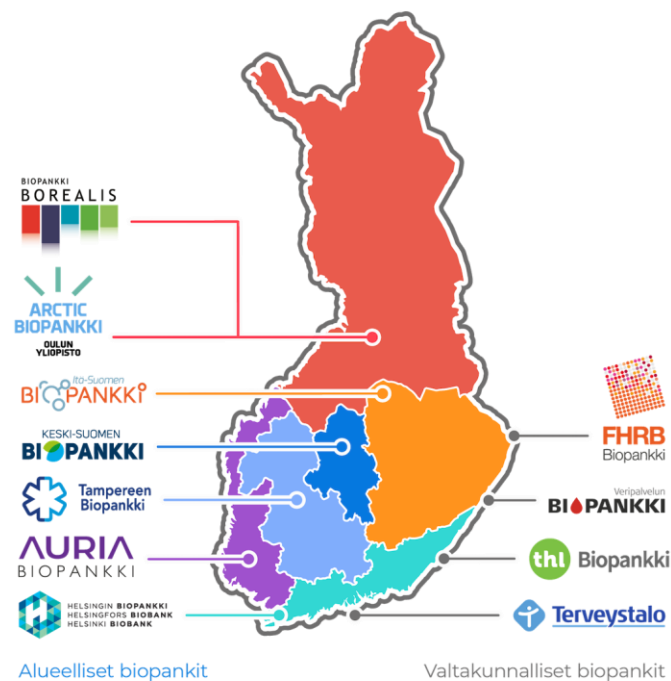 BIOPANKKI
BOREALIS
ARCTIC
BIOPANKKI
OULUN
YLIOPISTO
Itä-Suomen
BIOPANKKI
KESKI-SUOMEN
BIOPANKKI
Tampereen
Biopankki
AURIA
BIOPANKKI
HELSINGIN BIOPANKKI
HELSINGFORS BIOBANK
HELSINKI BIOBANK
FHRB
Biopankki
Veripalvelun
BIOPANKKI
thl Biopankki
Terveystalo
Alueelliset biopankit
Valtakunnalliset biopankit